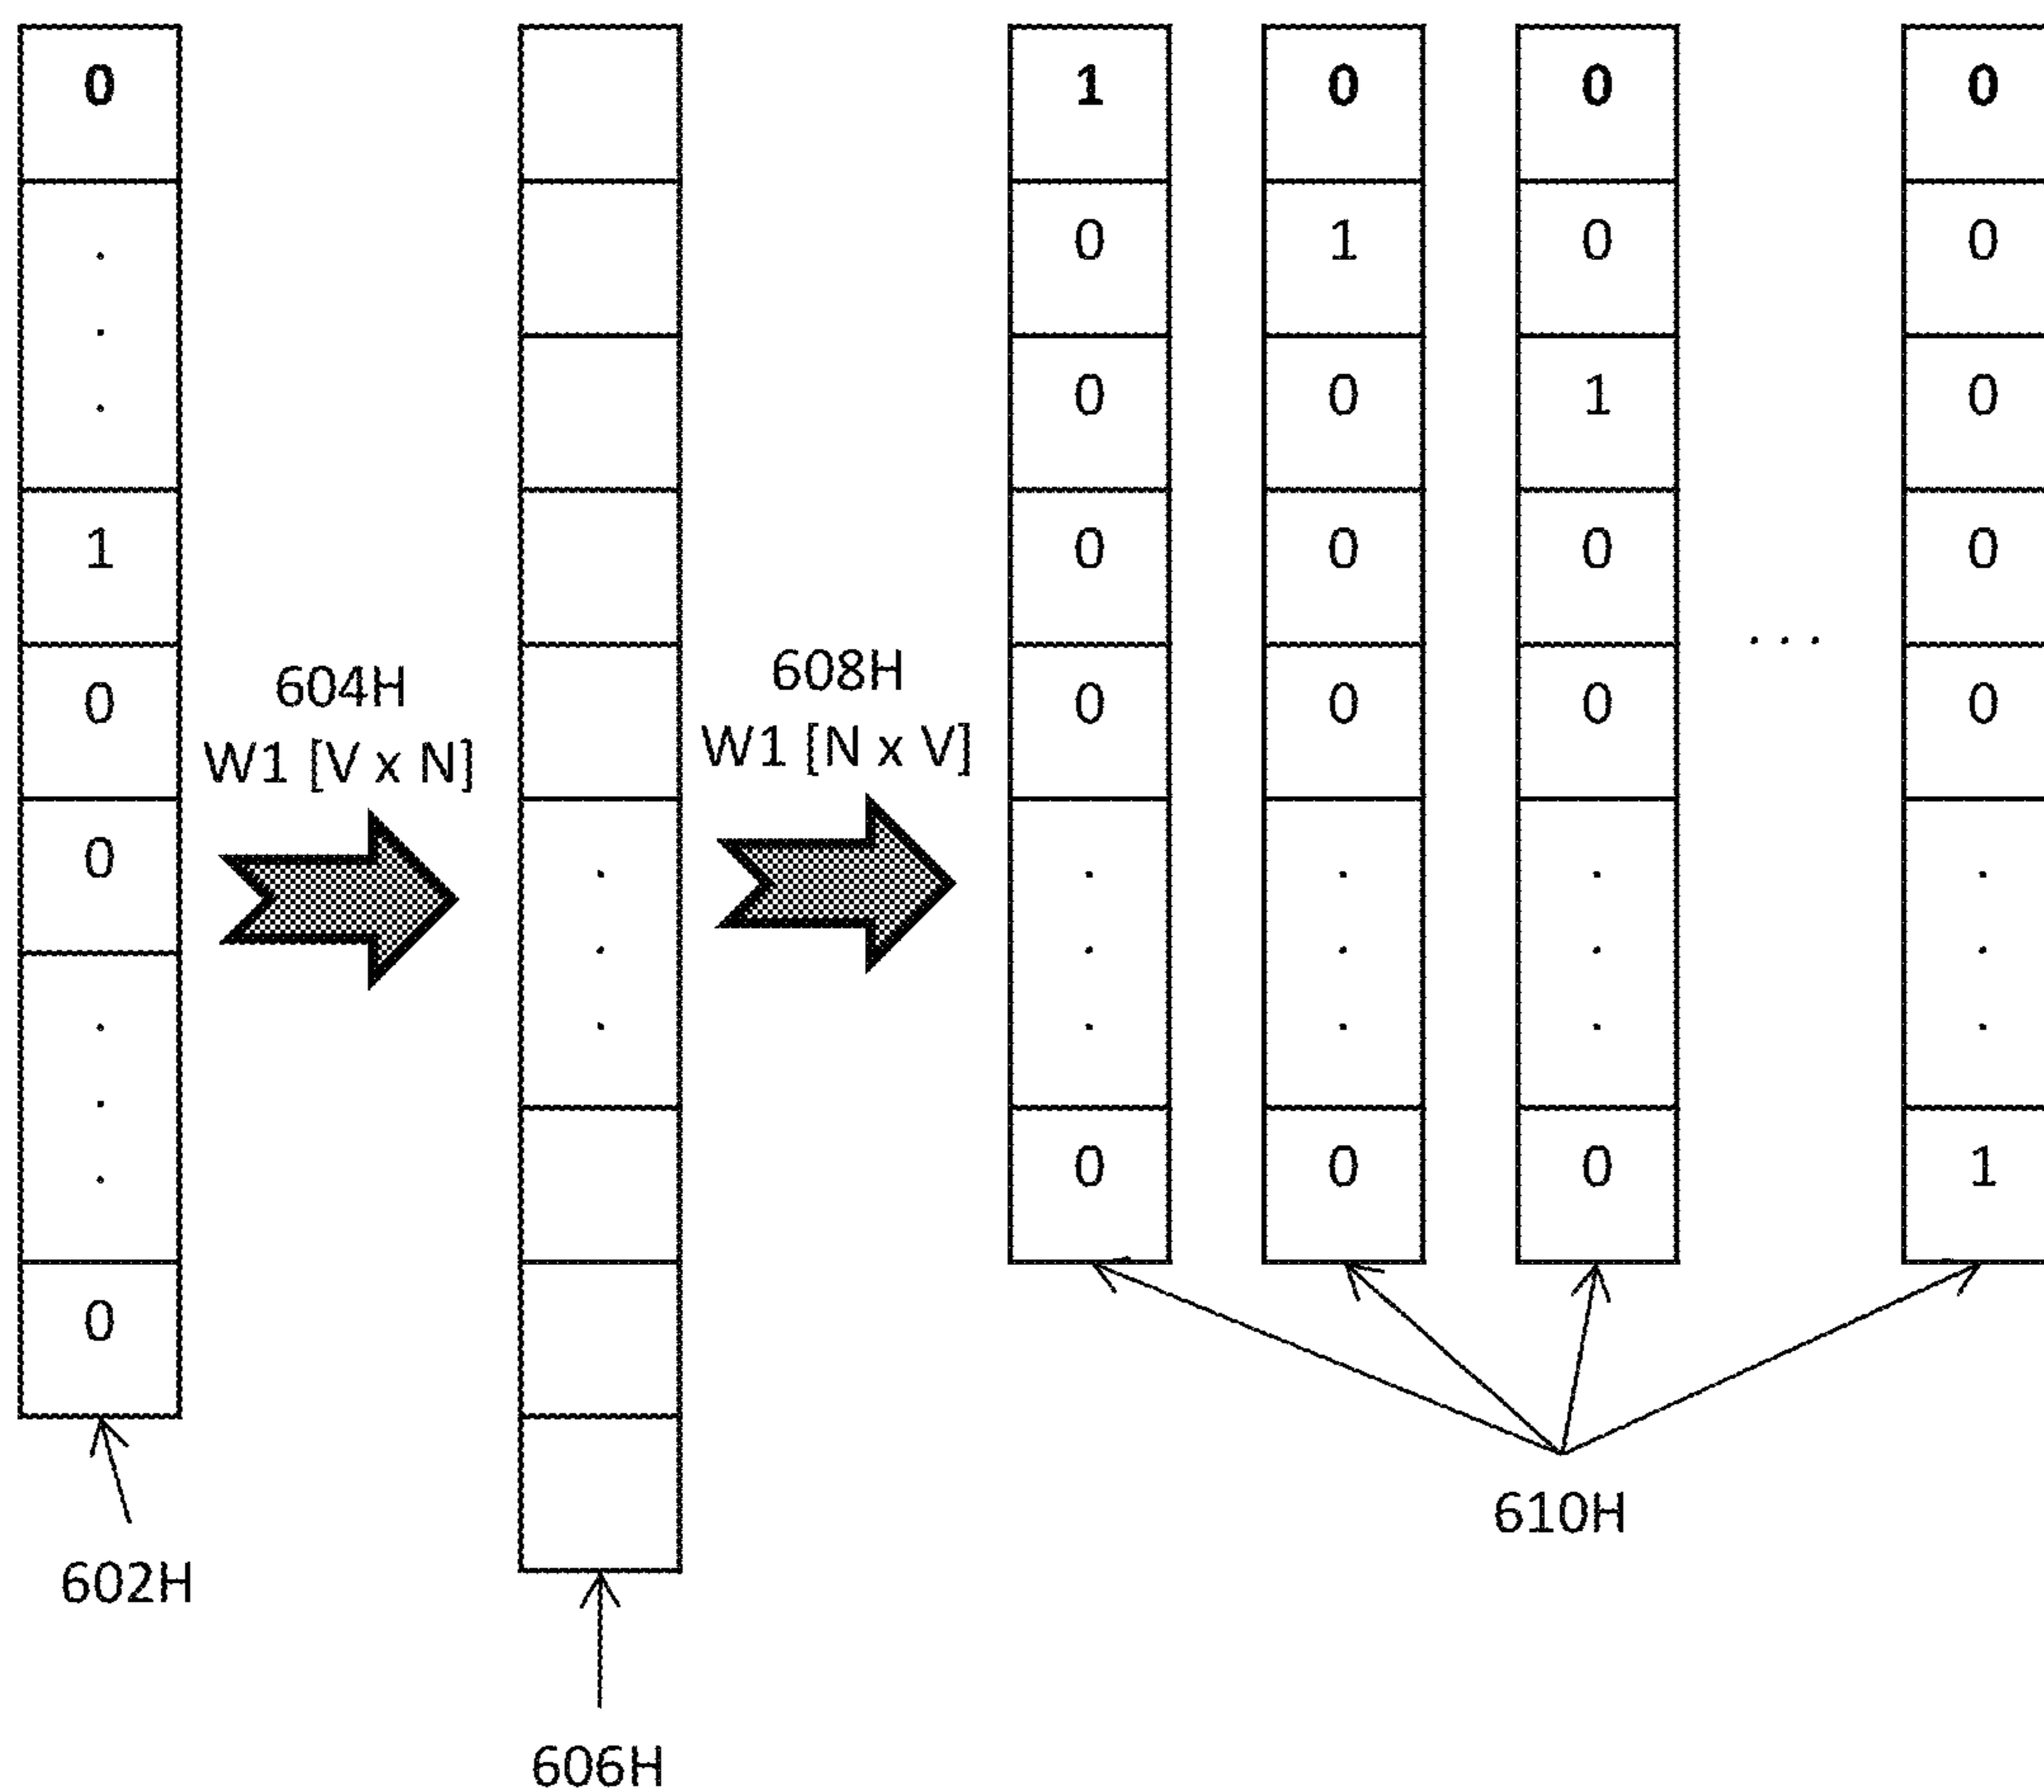 0 1 0 0 0
. 0 1 0 0
.
. 0 0 1 0
1 0 0 0 0
...
0 0 0 0 0
604H
W1 [V x N]
608H
W1 [N x V]
0
. . . . .
. . . . .
. . . . .
. 0 0 0 1
.
.
0
602H
610H
606H